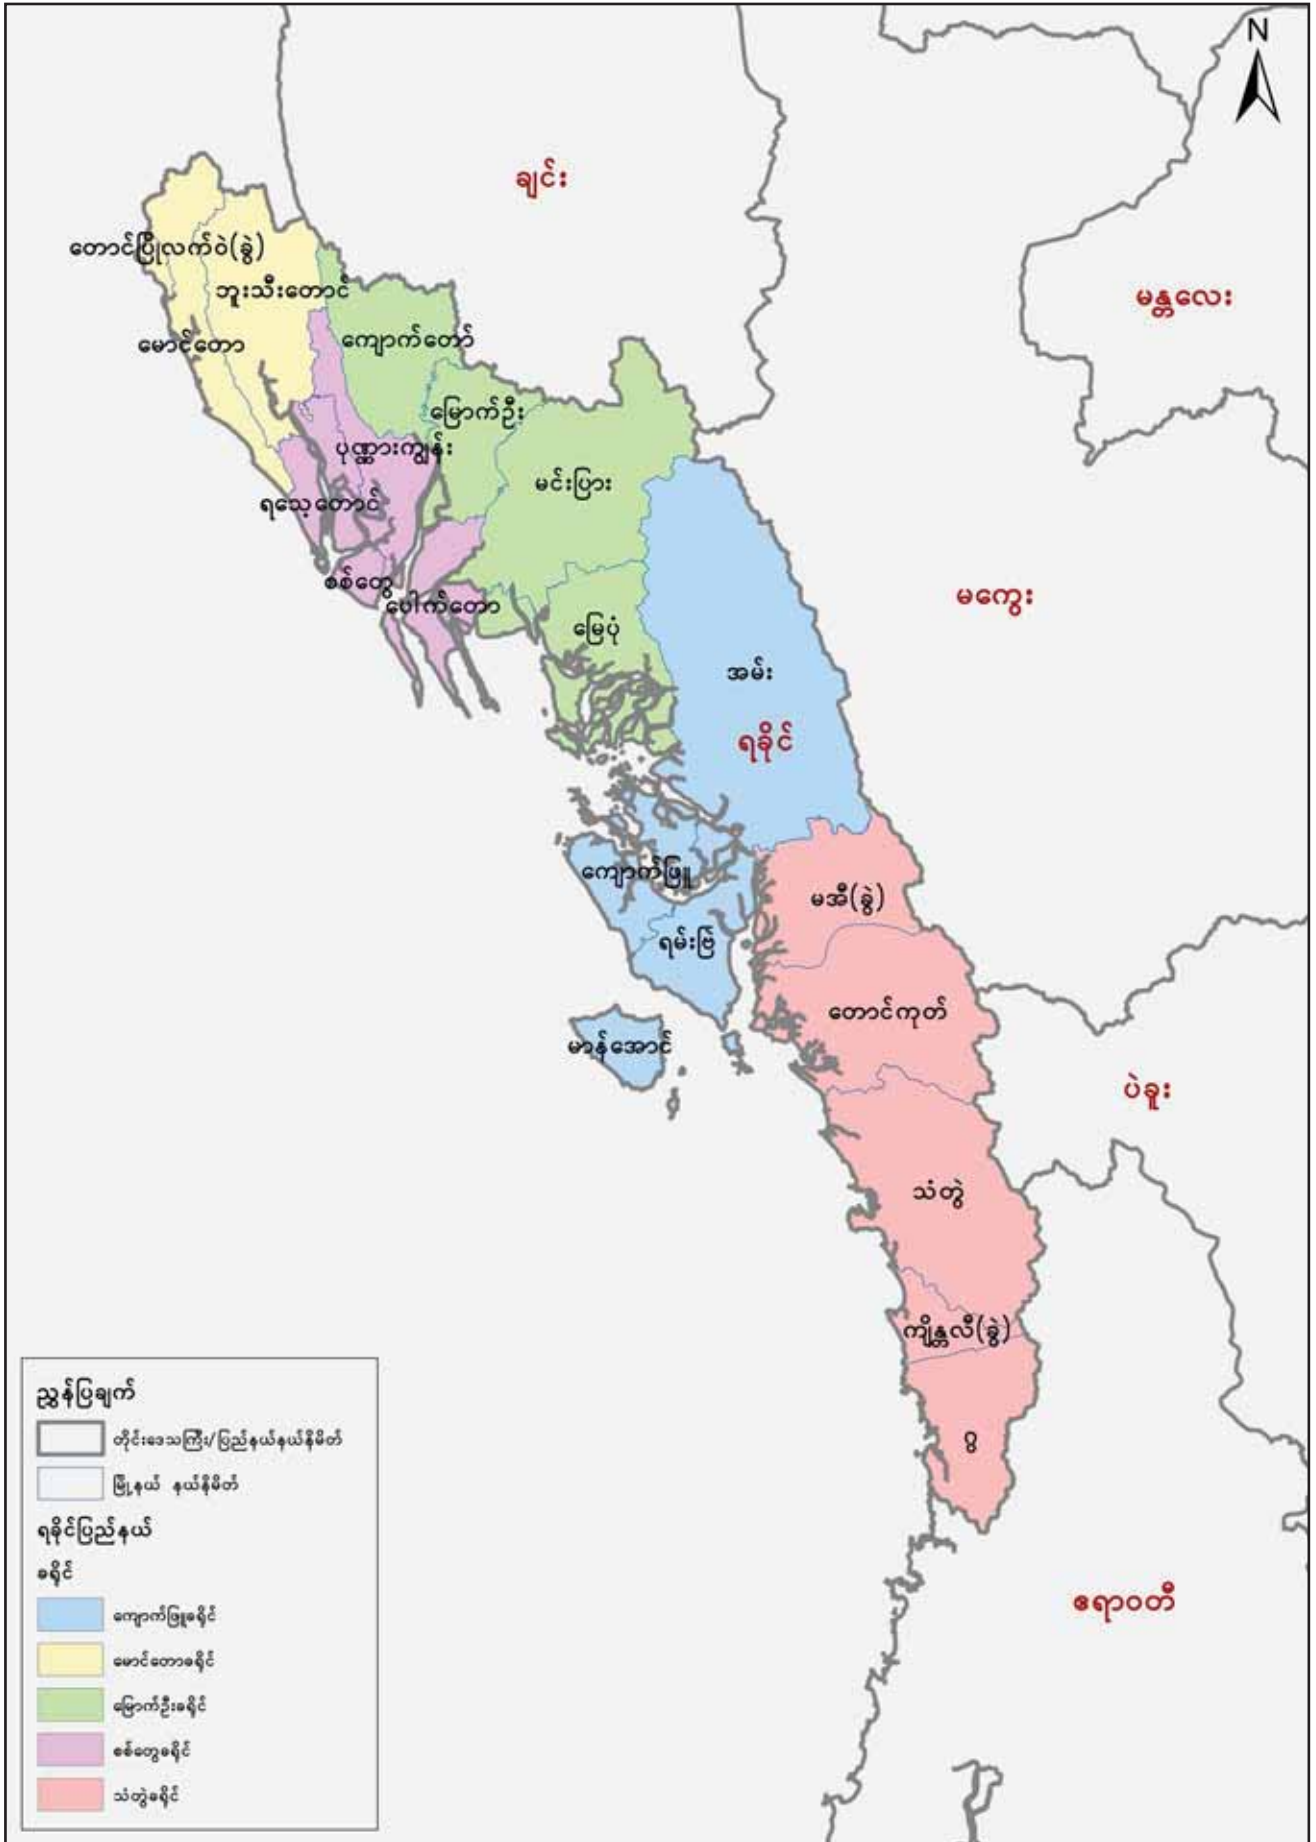 N
ချင်း
တောင်ပြိုလက်ဝဲ(ခွဲ)
ဘူးသီးတောင်
မန္တလေး
မောင်တော
ကျောက်တော်
မြောက်ဦး
ပုဏ္ဏားကျွန်း
မင်းပြား
ရသေ့တောင်
စစ်တွေ
မကွေး
ပေါက်တော
မြေပုံ
အမ်း
ရခိုင်
ကျောက်ဖြူ
မအီ(ခွဲ)
ရမ်းဗြဲ
တောင်ကုတ်
မာန်အောင်
ပဲခူး
သံတွဲ
ကျိန္တလီ(ခွဲ)
ဂွ
ဧရာဝတီ
ညွှန်ပြချက်
တိုင်းဒေသကြီး/ပြည်နယ်နယ်နိမိတ်
မြို့နယ် နယ်နိမိတ်
ရခိုင်ပြည်နယ်
ခရိုင်
ကျောက်ဖြူခရိုင်
မောင်တောခရိုင်
မြောက်ဦးခရိုင်
စစ်တွေခရိုင်
သံတွဲခရိုင်